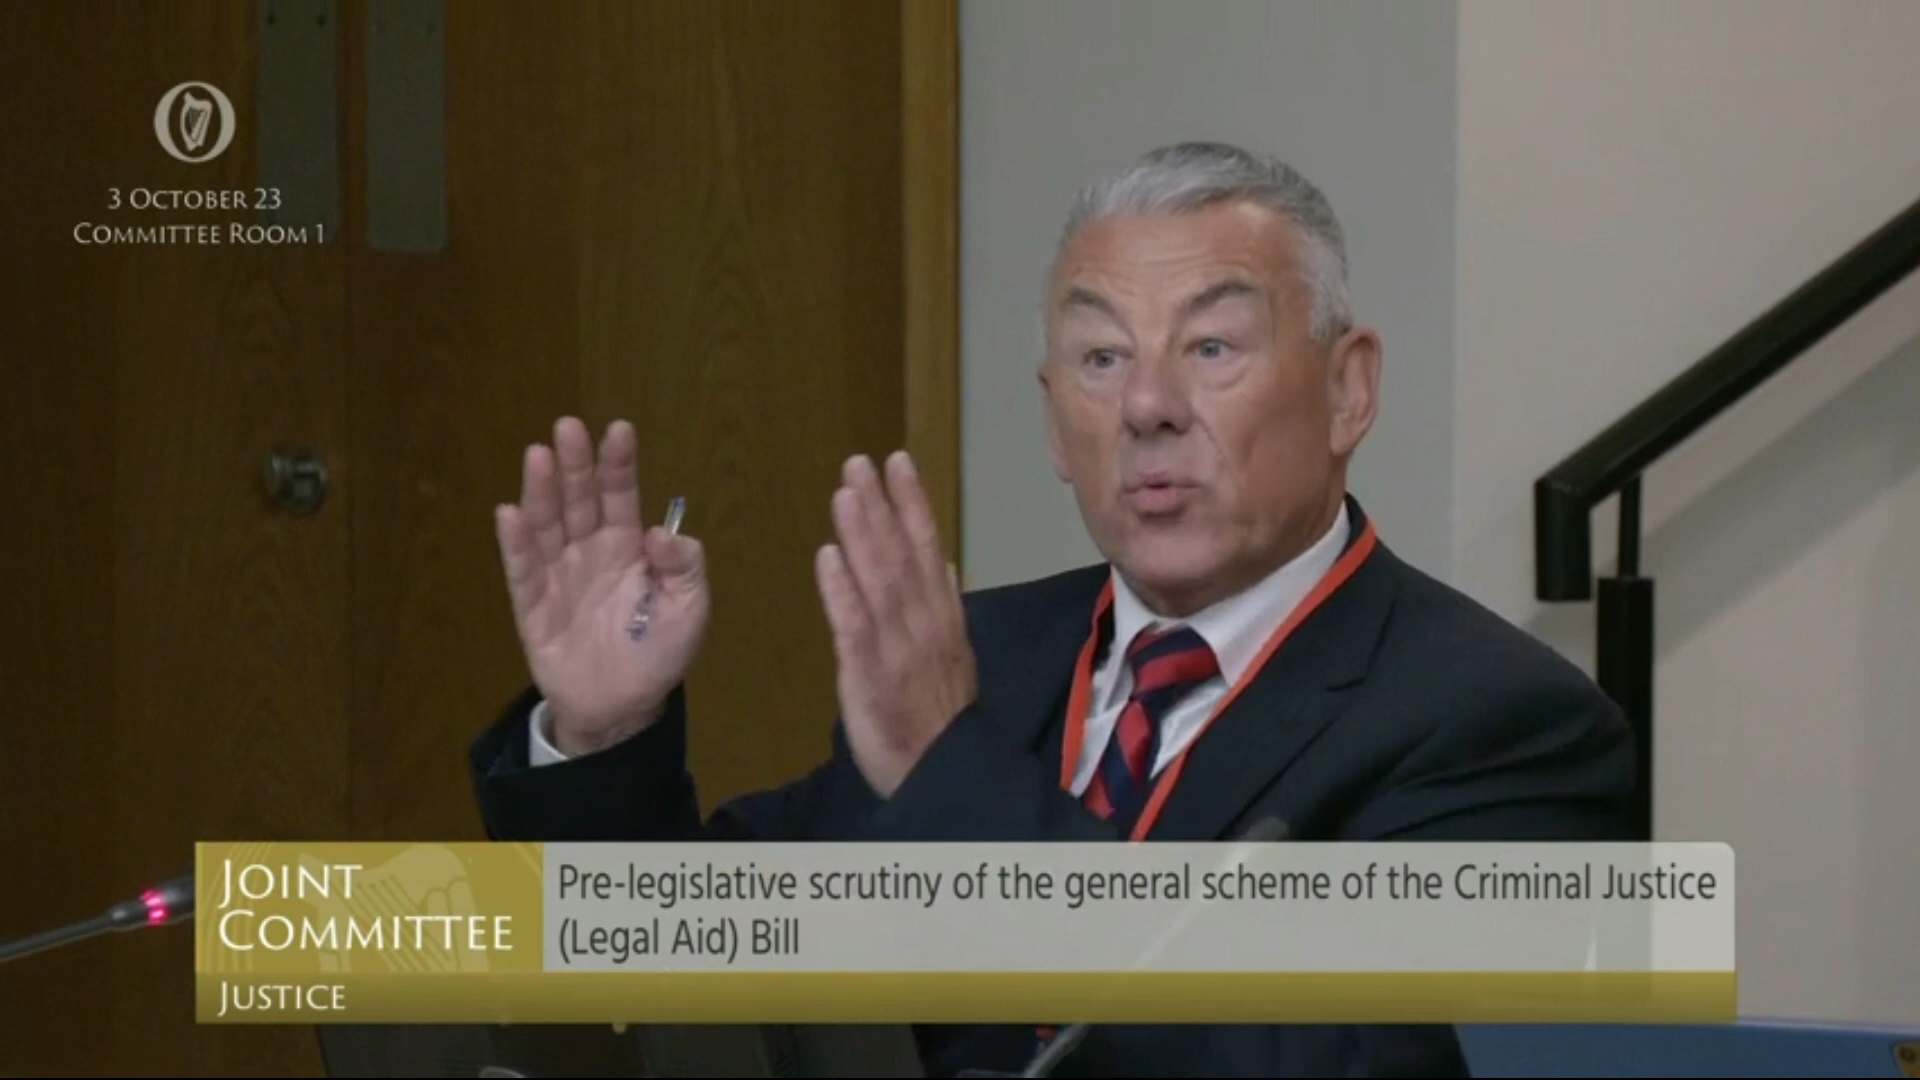 3 October 23
Committee Room 1
Joint
Committee
Pre-legislative scrutiny of the general scheme of the Criminal Justice
(Legal Aid) Bill
Justice